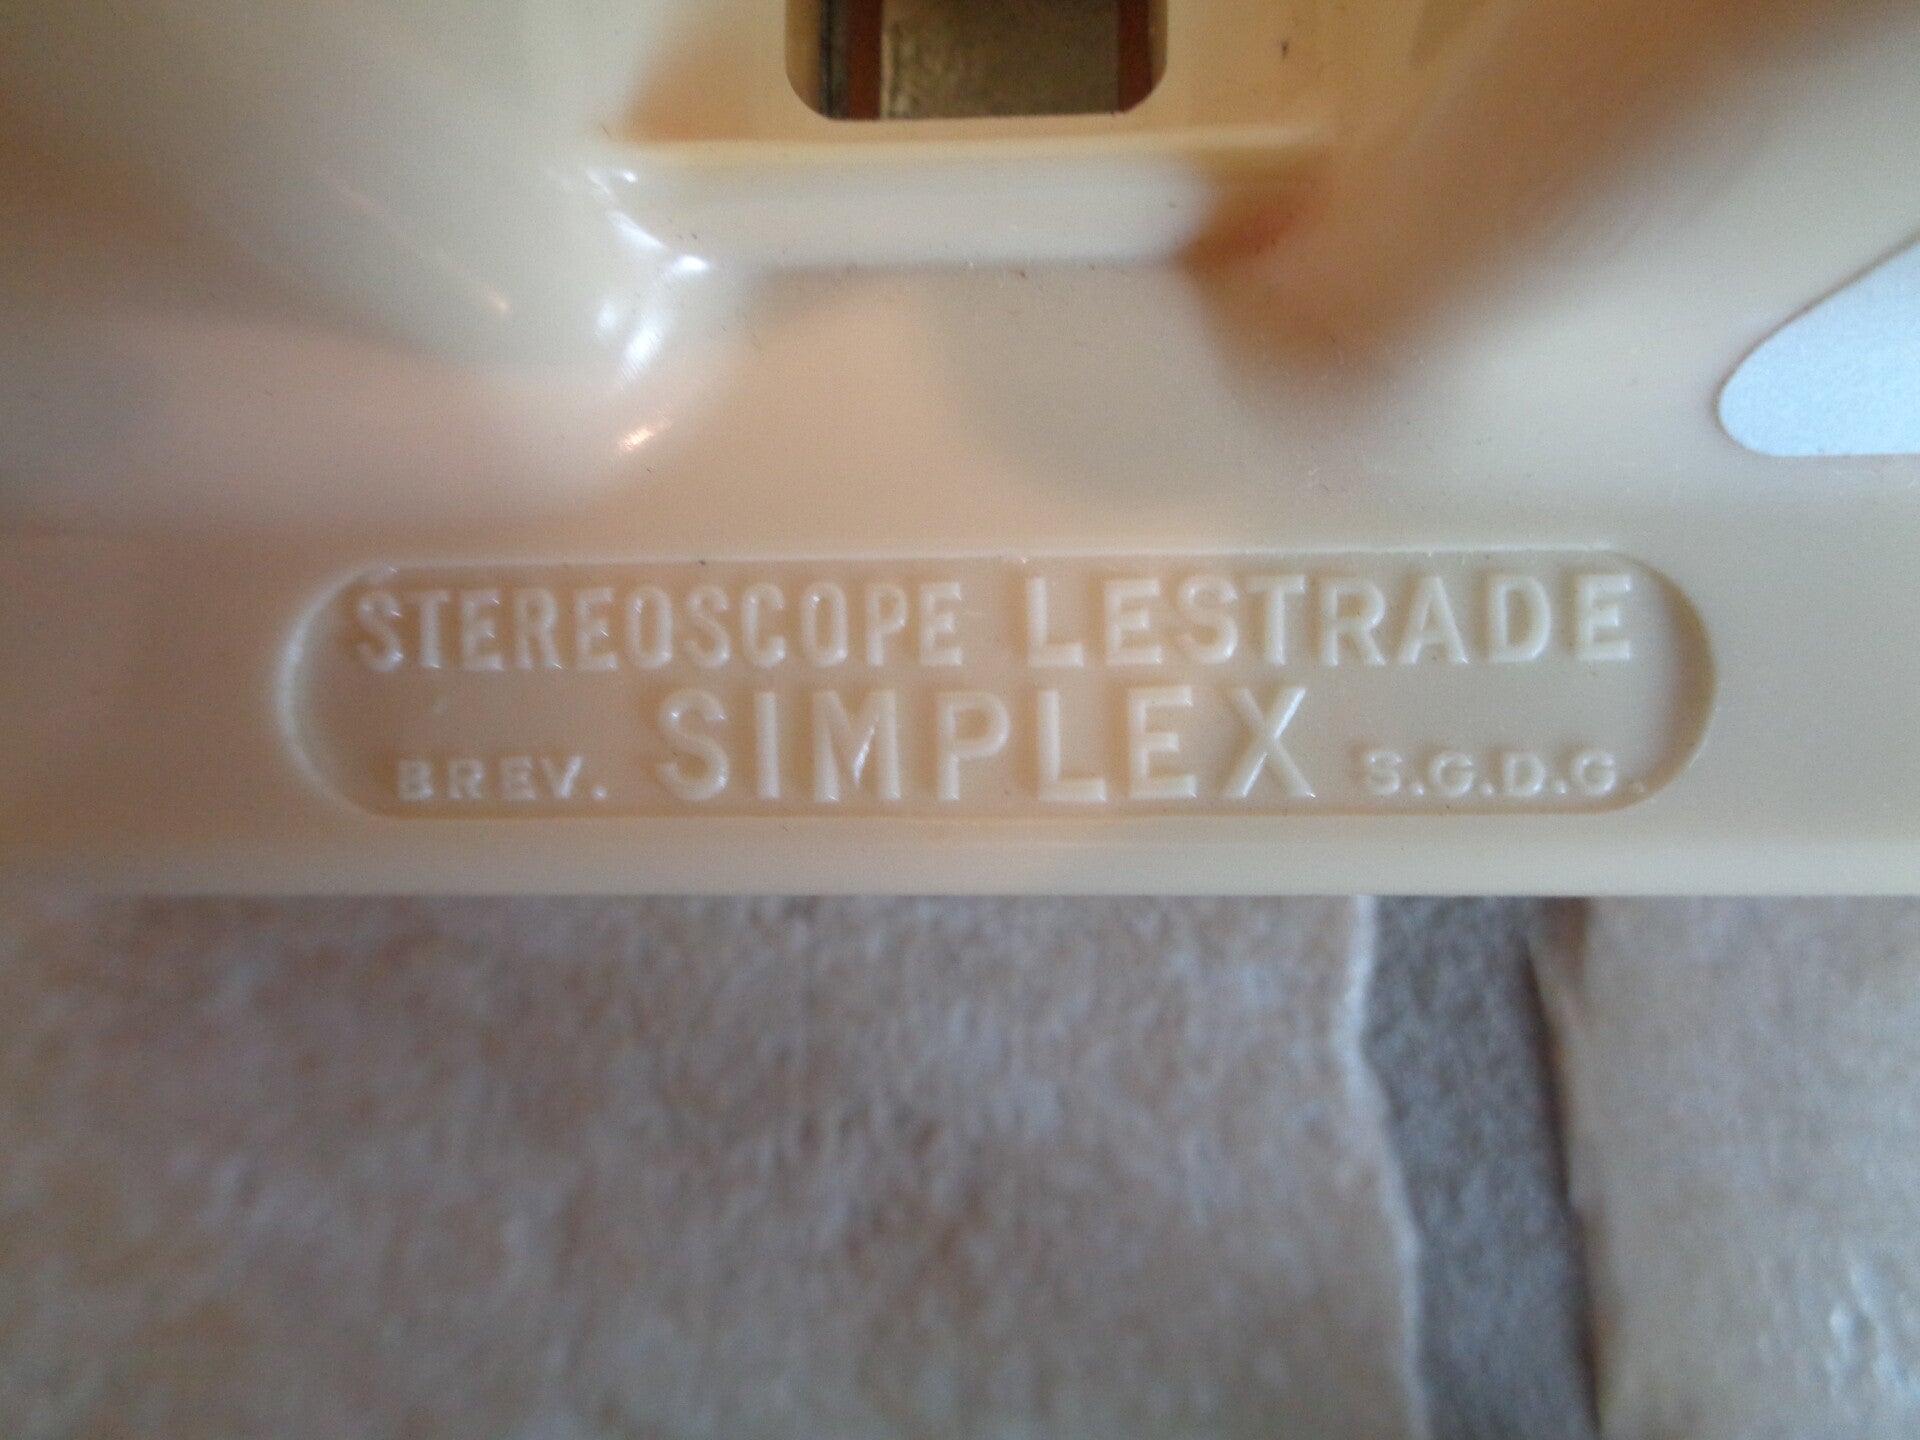 STEREOSCOPE LESTRADE
BREV. SIMPLEX S.G.D.G.